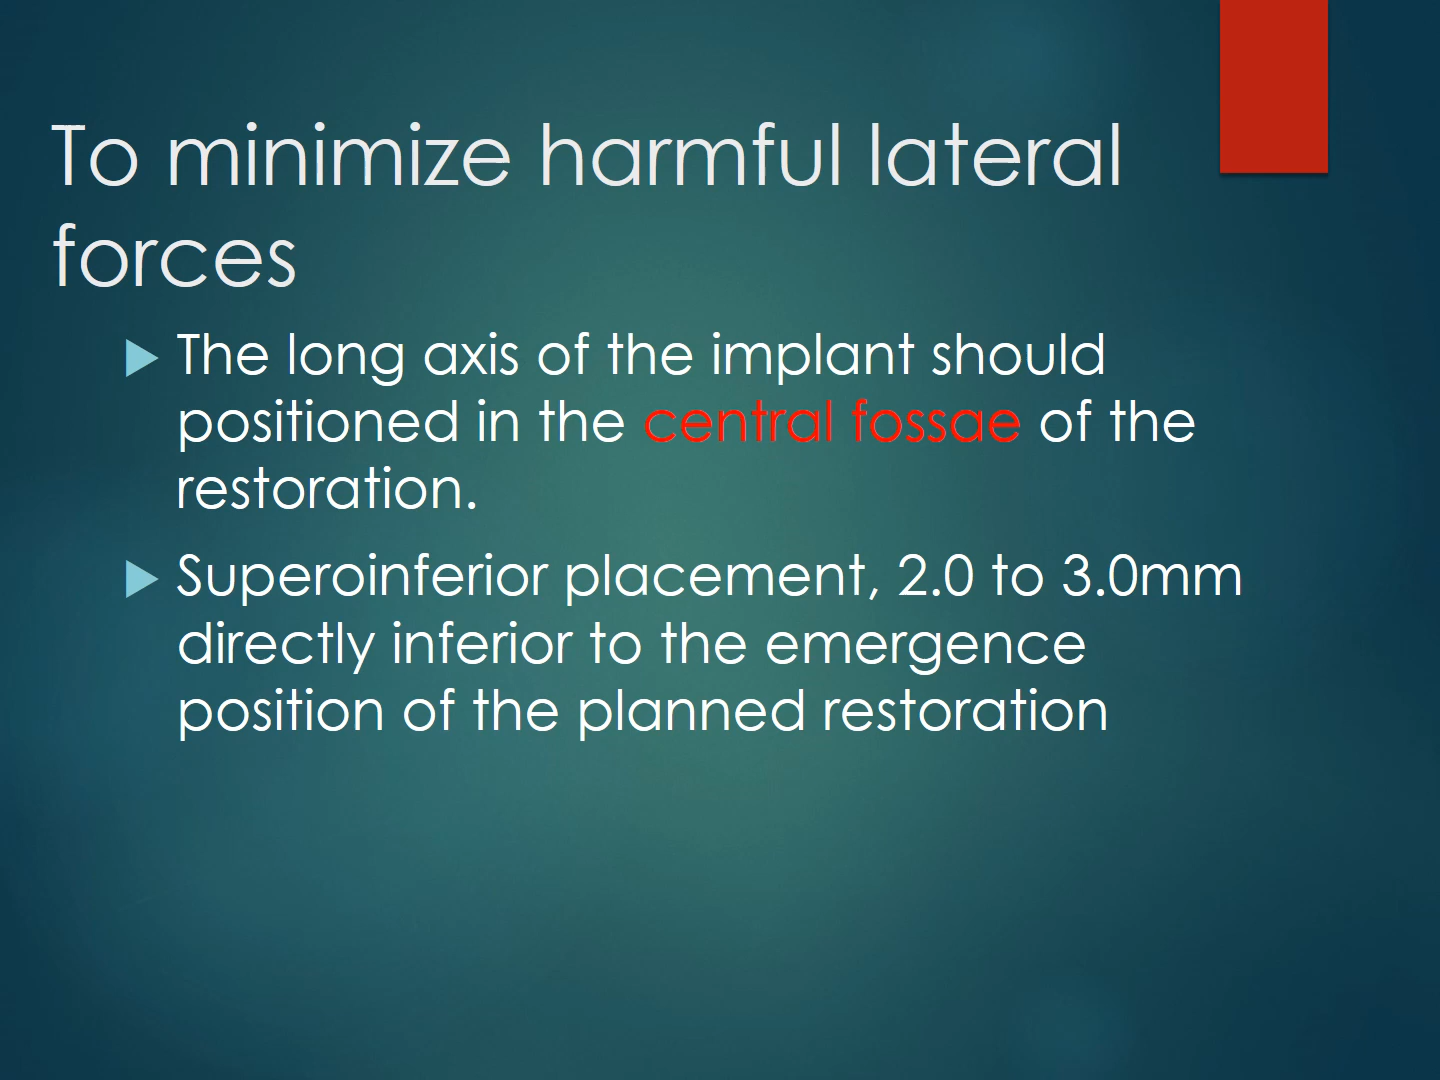 To minimize harmful lateral
forces
The long axis of the implant should
positioned in the central fossae of the
restoration.
Superoinferior placement, 2.0 to 3.0mm
directly inferior to the emergence
position of the planned restoration